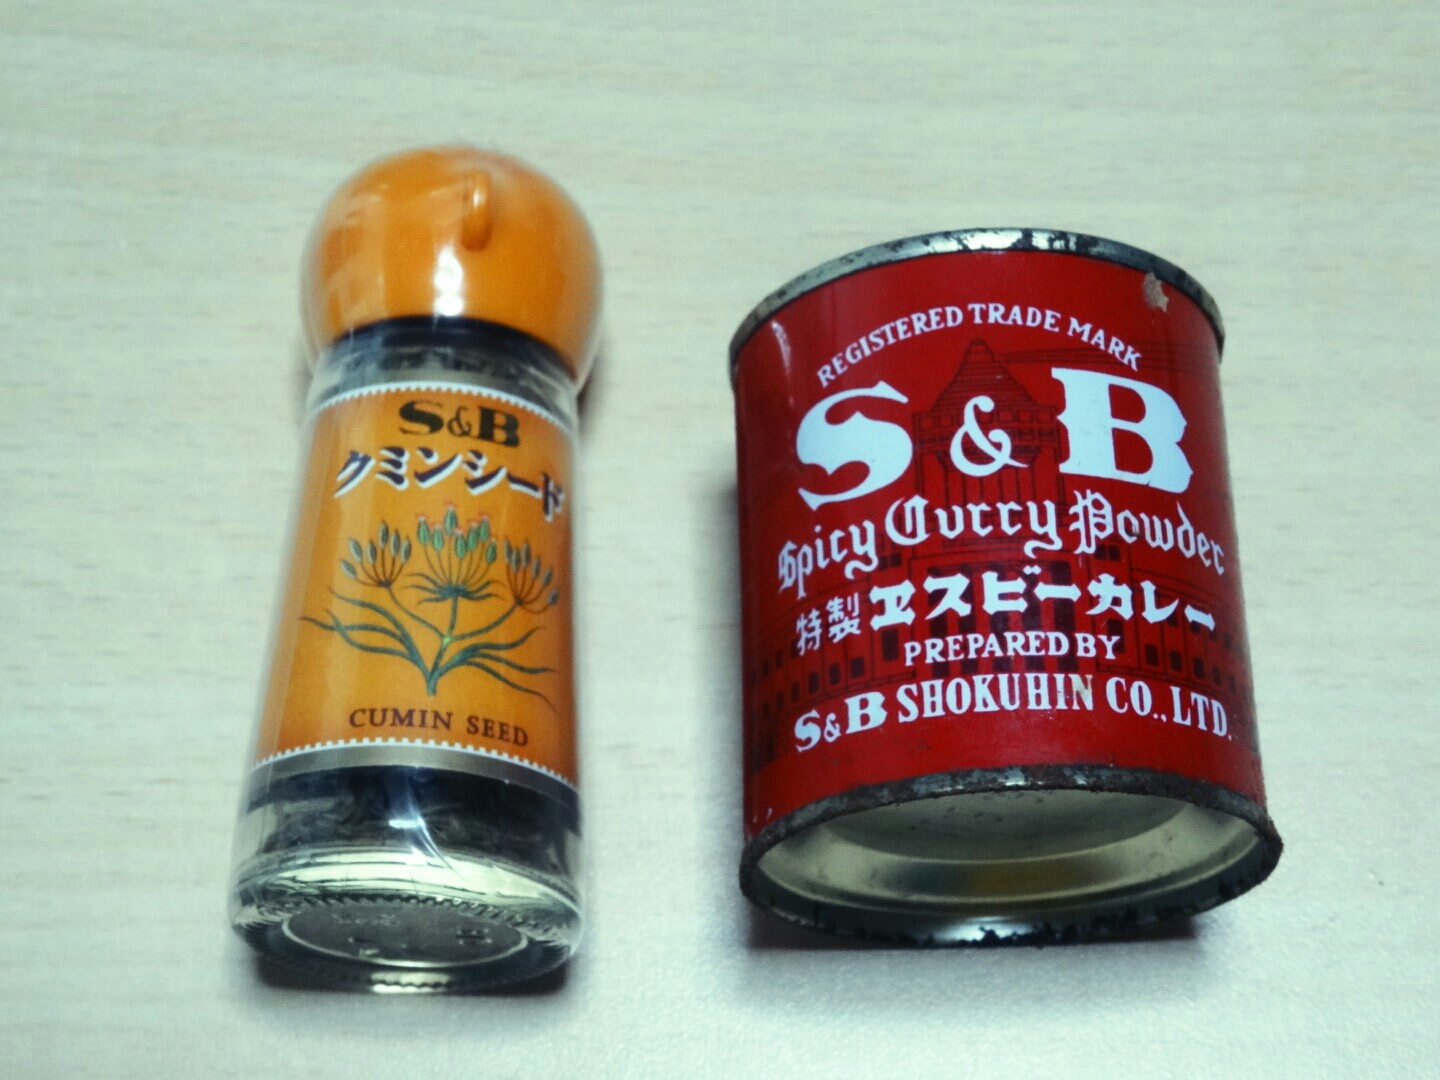 S&B
クミンシード
CUMIN SEED
REGISTERED TRADE MARK
S & B
Spicy Curry Powder
特製 ヱスビーカレー
PREPARED BY
S&B SHOKUHIN CO., LTD.